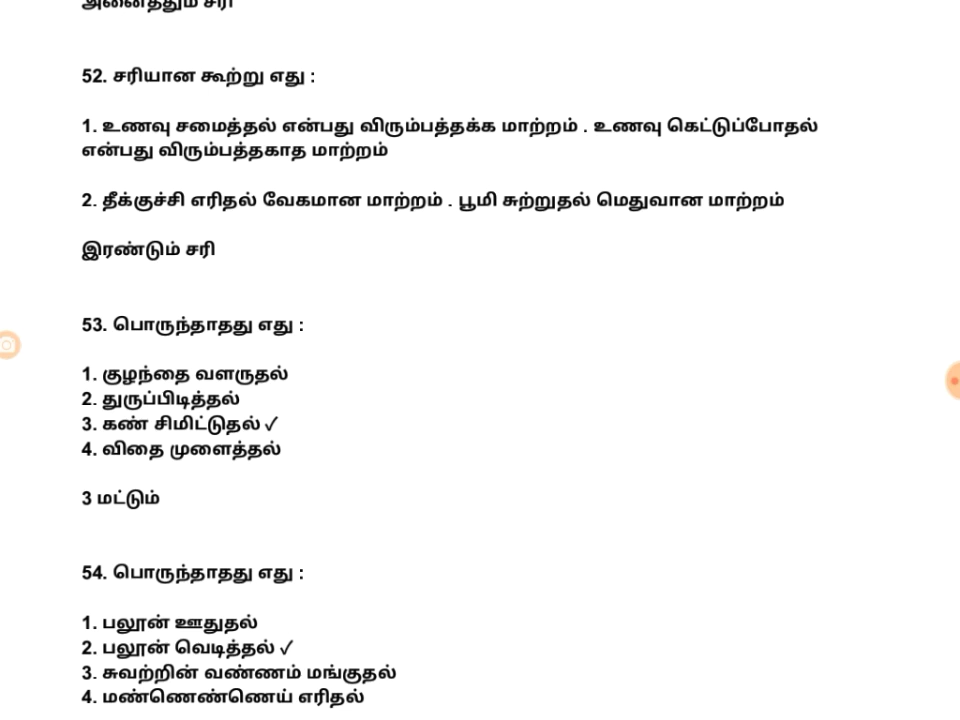 அனைத்தும் சரி
52. சரியான கூற்று எது :
1. உணவு சமைத்தல் என்பது விரும்பத்தக்க மாற்றம் . உணவு கெட்டுப்போதல்
என்பது விரும்பத்தகாத மாற்றம்
2. தீக்குச்சி எரிதல் வேகமான மாற்றம் . பூமி சுற்றுதல் மெதுவான மாற்றம்
இரண்டும் சரி
53. பொருந்தாதது எது :
1. குழந்தை வளருதல்
2. துருப்பிடித்தல்
3. கண் சிமிட்டுதல் ✓
4. விதை முளைத்தல்
3 மட்டும்
54. பொருந்தாதது எது :
1. பலூன் ஊதுதல்
2. பலூன் வெடித்தல் ✓
3. சுவற்றின் வண்ணம் மங்குதல்
4. மண்ணெண்ணெய் எரிதல்